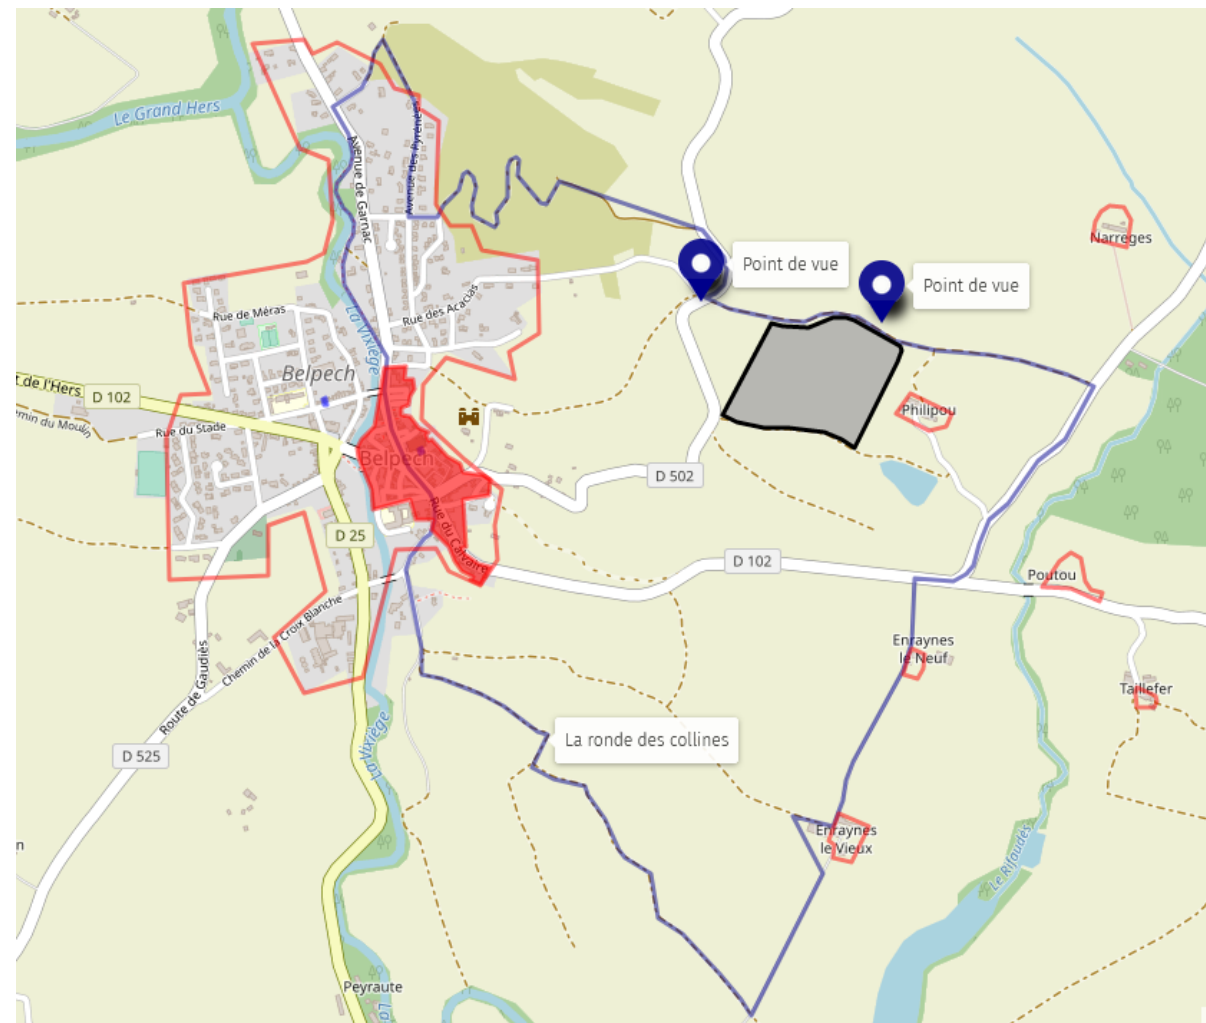 Le Grand Hers
Avenue des Pyrénées
Avenue de Garnac
Narrèges
Point de vue
Point de vue
Rue des Acacias
Rue de Méras
La Vixiège
Belpech
t de l'Hers
D 102
Philipou
emin du Moulin
Rue du Stade
Belpech
D 502
Rue du Calvaire
D 25
D 102
Poutou
Chemin de la Croix Blanche
Enraynes
le Neuf
Route de Gaudiès
Taillefer
La Vixiège
La ronde des collines
D 525
Enraynes
le Vieux
n
Le Rifaudès
Peyraute
La